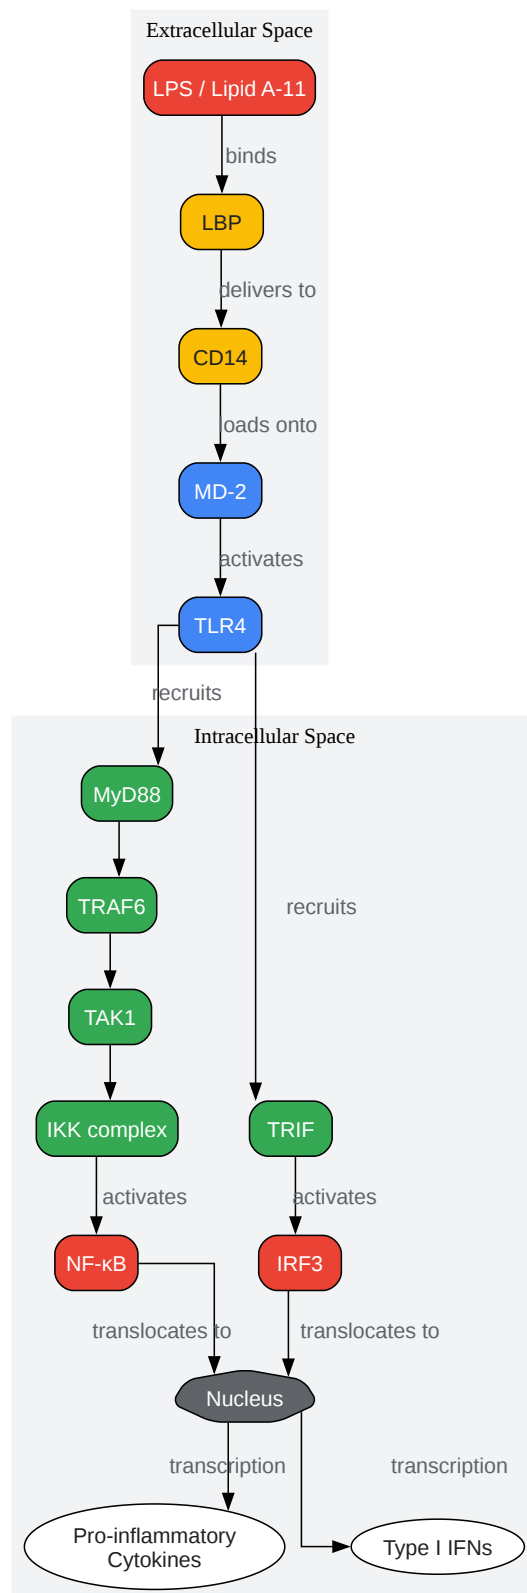 Extracellular Space
LPS / Lipid A-11
binds
LBP
delivers to
CD14
loads onto
MD-2
activates
TLR4
recruits
Intracellular Space
MyD88
TRAF6
recruits
TAK1
IKK complex
TRIF
activates
activates
NF-κB
IRF3
translocates to
translocates to
Nucleus
transcription
transcription
Pro-inflammatory
Cytokines
Type I IFNs